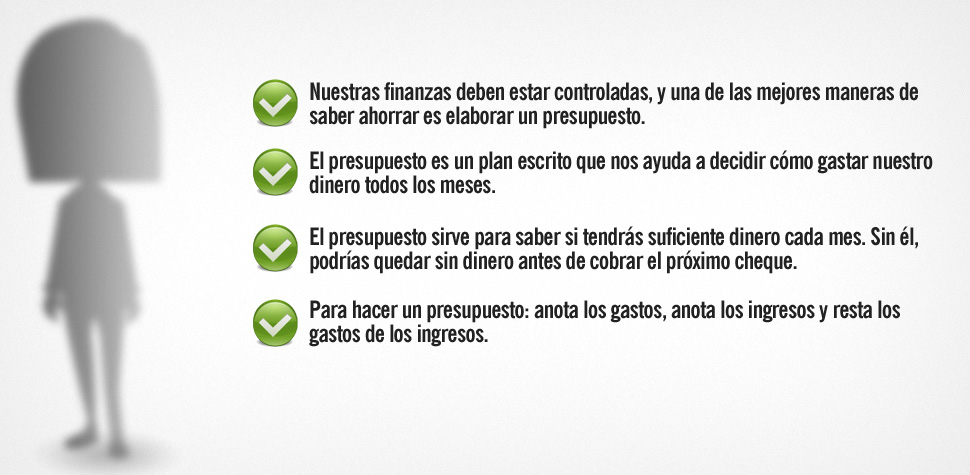 Nuestras finanzas deben estar controladas, y una de las mejores maneras de
saber ahorrar es elaborar un presupuesto.
El presupuesto es un plan escrito que nos ayuda a decidir cómo gastar nuestro
dinero todos los meses.
El presupuesto sirve para saber si tendrás suficiente dinero cada mes. Sin él,
podrías quedar sin dinero antes de cobrar el próximo cheque.
Para hacer un presupuesto: anota los gastos, anota los ingresos y resta los
gastos de los ingresos.